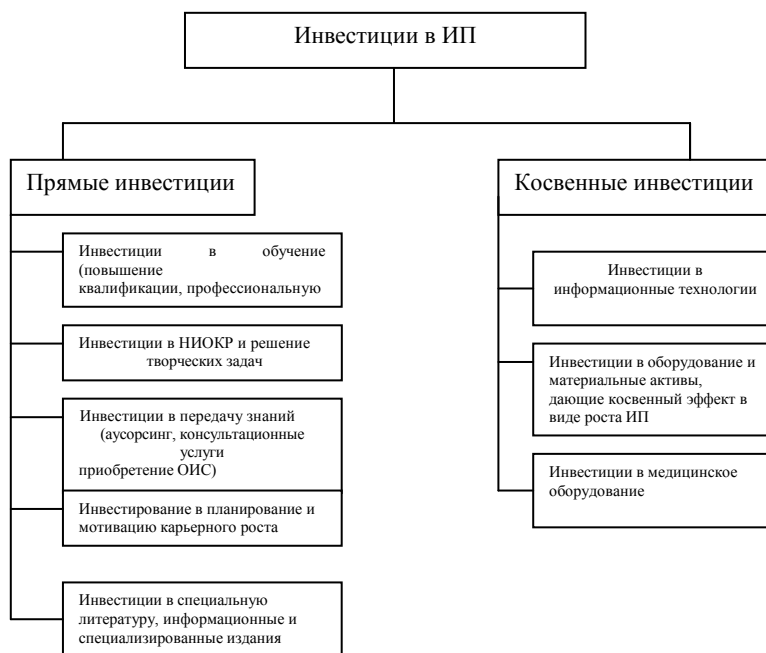 Инвестиции в ИП
Прямые инвестиции
Инвестиции в обучение
(повышение
квалификации, профессиональную
Инвестиции в НИОКР и решение
творческих задач
Инвестиции в передачу знаний
(аусорсинг, консультационные
услуги
приобретение ОИС)
Инвестирование в планирование и
мотивацию карьерного роста
Инвестиции в специальную
литературу, информационные и
специализированные издания
Косвенные инвестиции
Инвестиции в
информационные технологии
Инвестиции в оборудование и
материальные активы,
дающие косвенный эффект в
виде роста ИП
Инвестиции в медицинское
оборудование